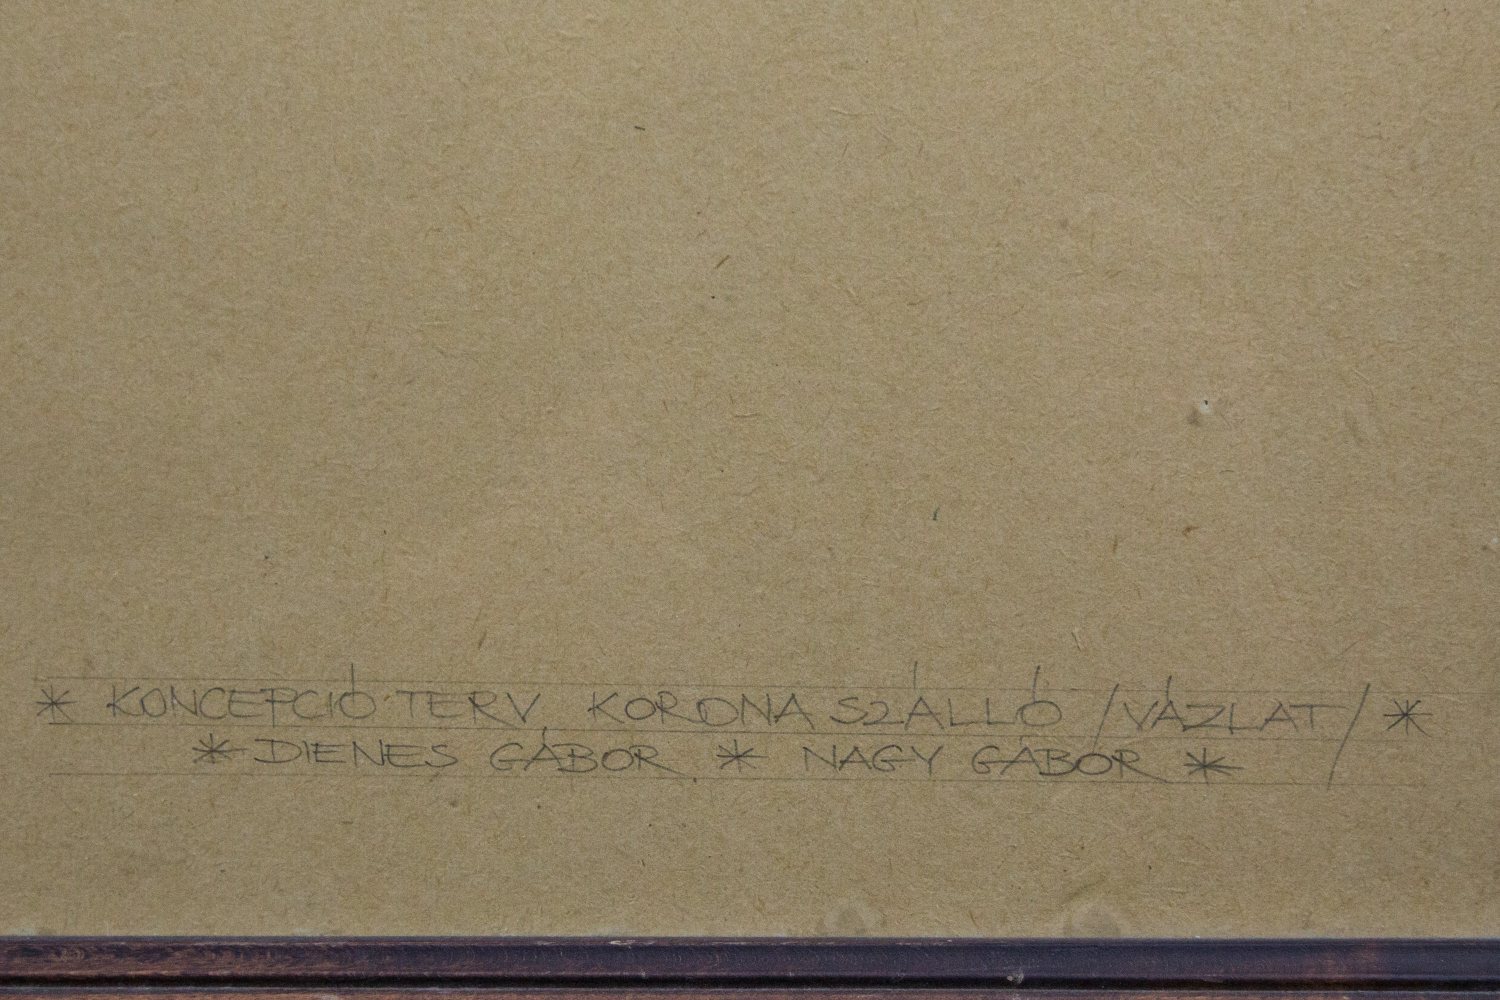 * KONCEPCIÓ TERV, KORONA SZÁLLÓ /VÁZLAT/ *
* DIENES GÁBOR * NAGY GÁBOR *